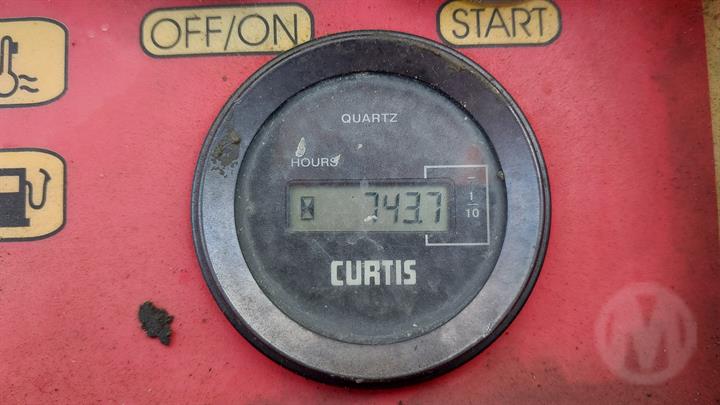 OFF/ON
START
QUARTZ
HOURS
743.7
1
10
CURTIS
M